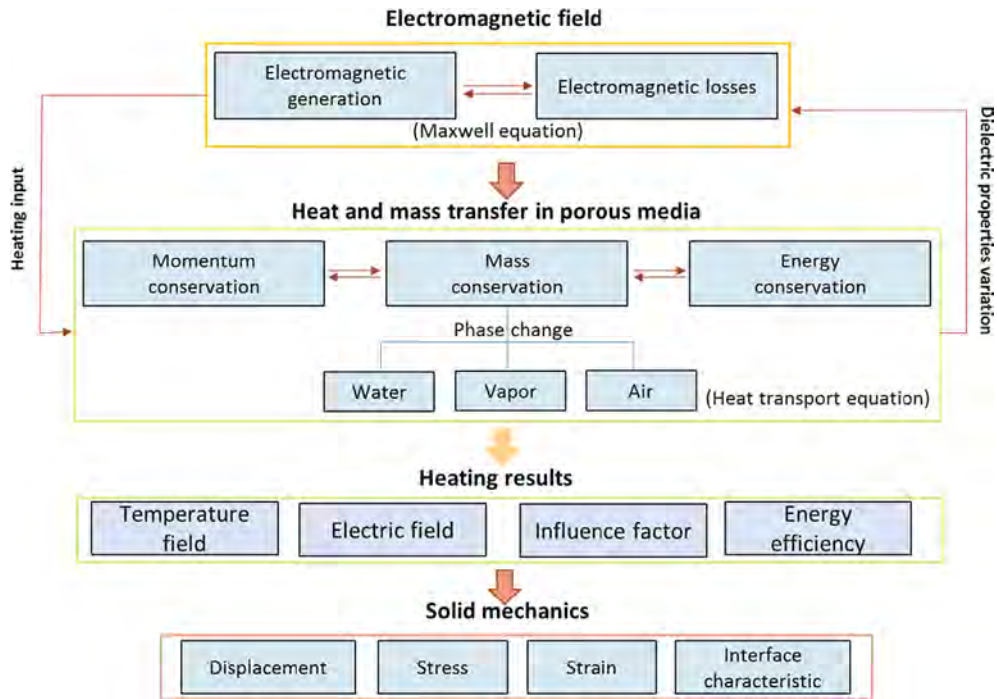 Electromagnetic field
Electromagnetic
generation
Electromagnetic losses
(Maxwell equation)
Heating input
Dielectric properties variation
Heat and mass transfer in porous media
Momentum
conservation
Mass
conservation
Energy
conservation
Phase change
Water
Vapor
Air
(Heat transport equation)
Heating results
Temperature
field
Electric field
Influence factor
Energy
efficiency
Solid mechanics
Displacement
Stress
Strain
Interface
characteristic